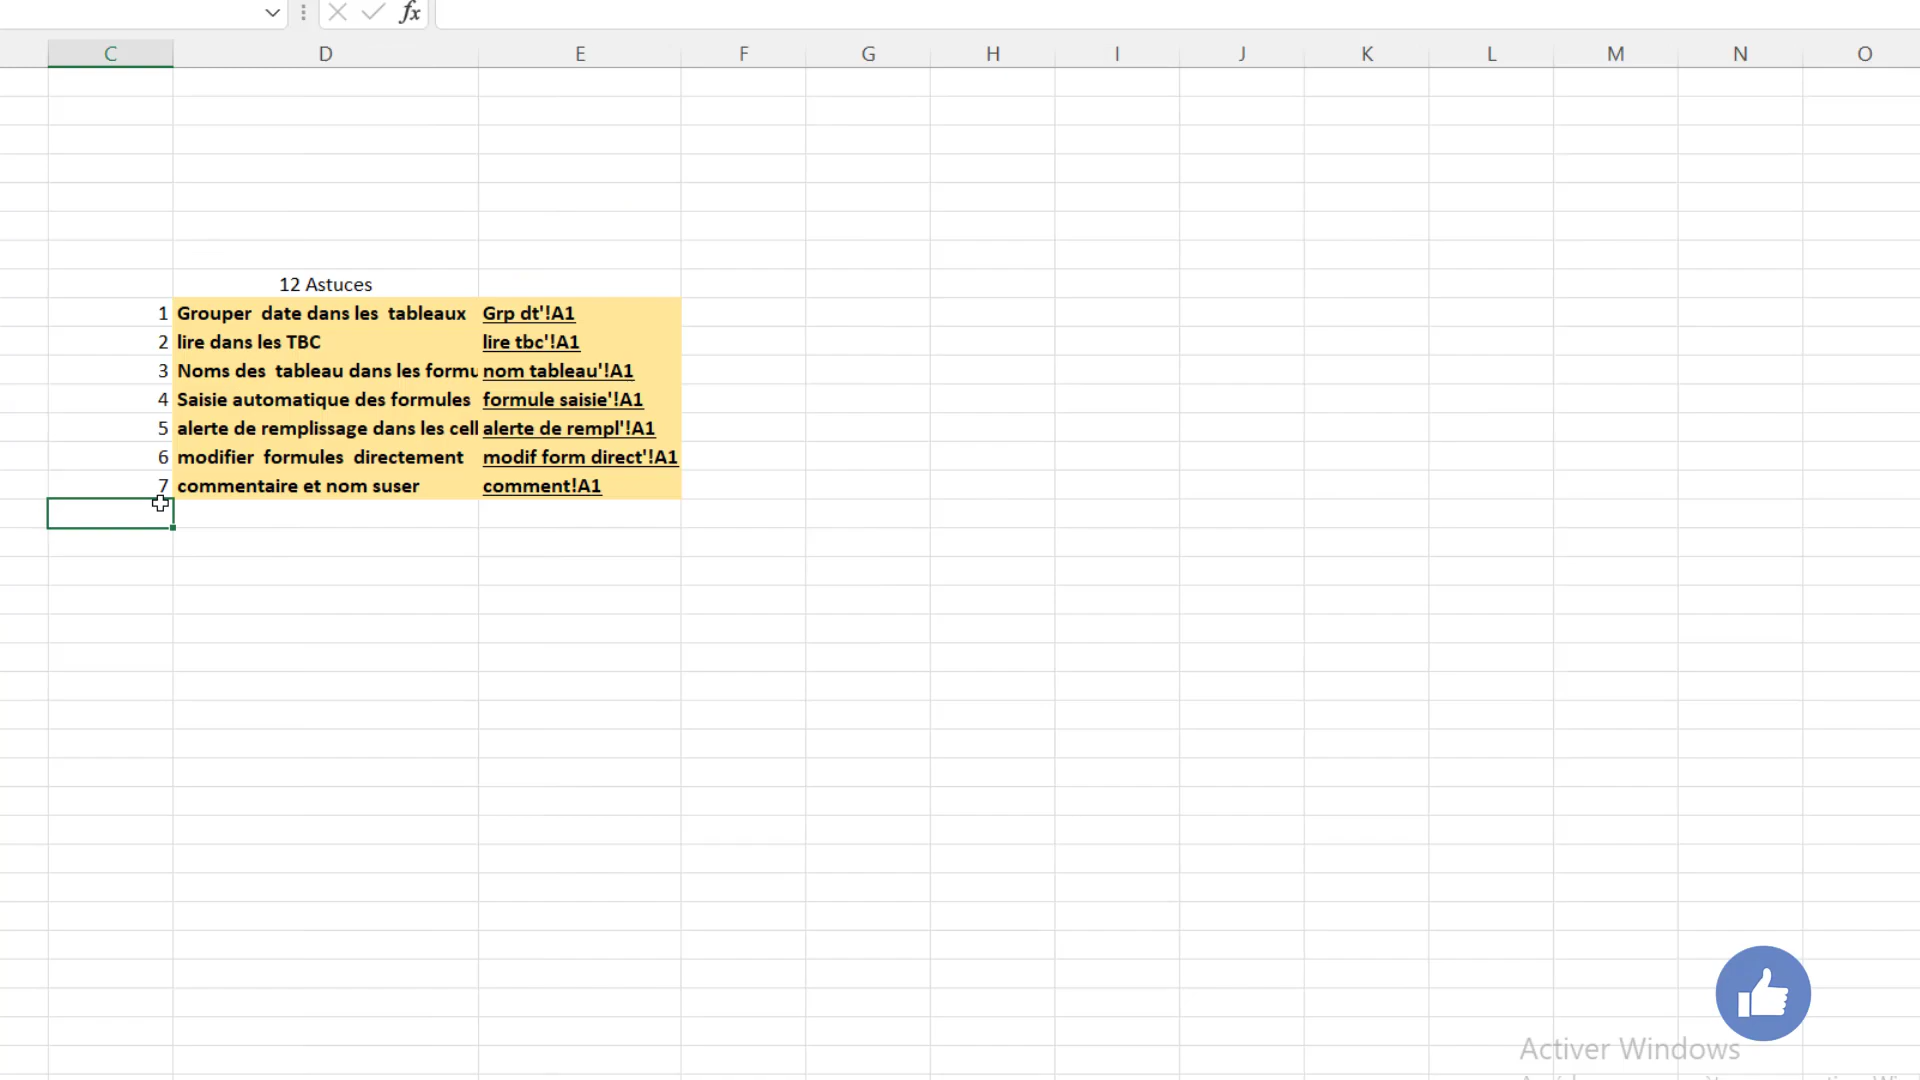 fx
C D E F G H I J K L M N O
12 Astuces
1 Grouper date dans les tableaux Grp dt'!A1
2 lire dans les TBC lire tbc'!A1
3 Noms des tableau dans les formu nom tableau'!A1
4 Saisie automatique des formules formule saisie'!A1
5 alerte de remplissage dans les cell alerte de rempl'!A1
6 modifier formules directement modif form direct'!A1
7 commentaire et nom suser comment!A1
Activer Windows